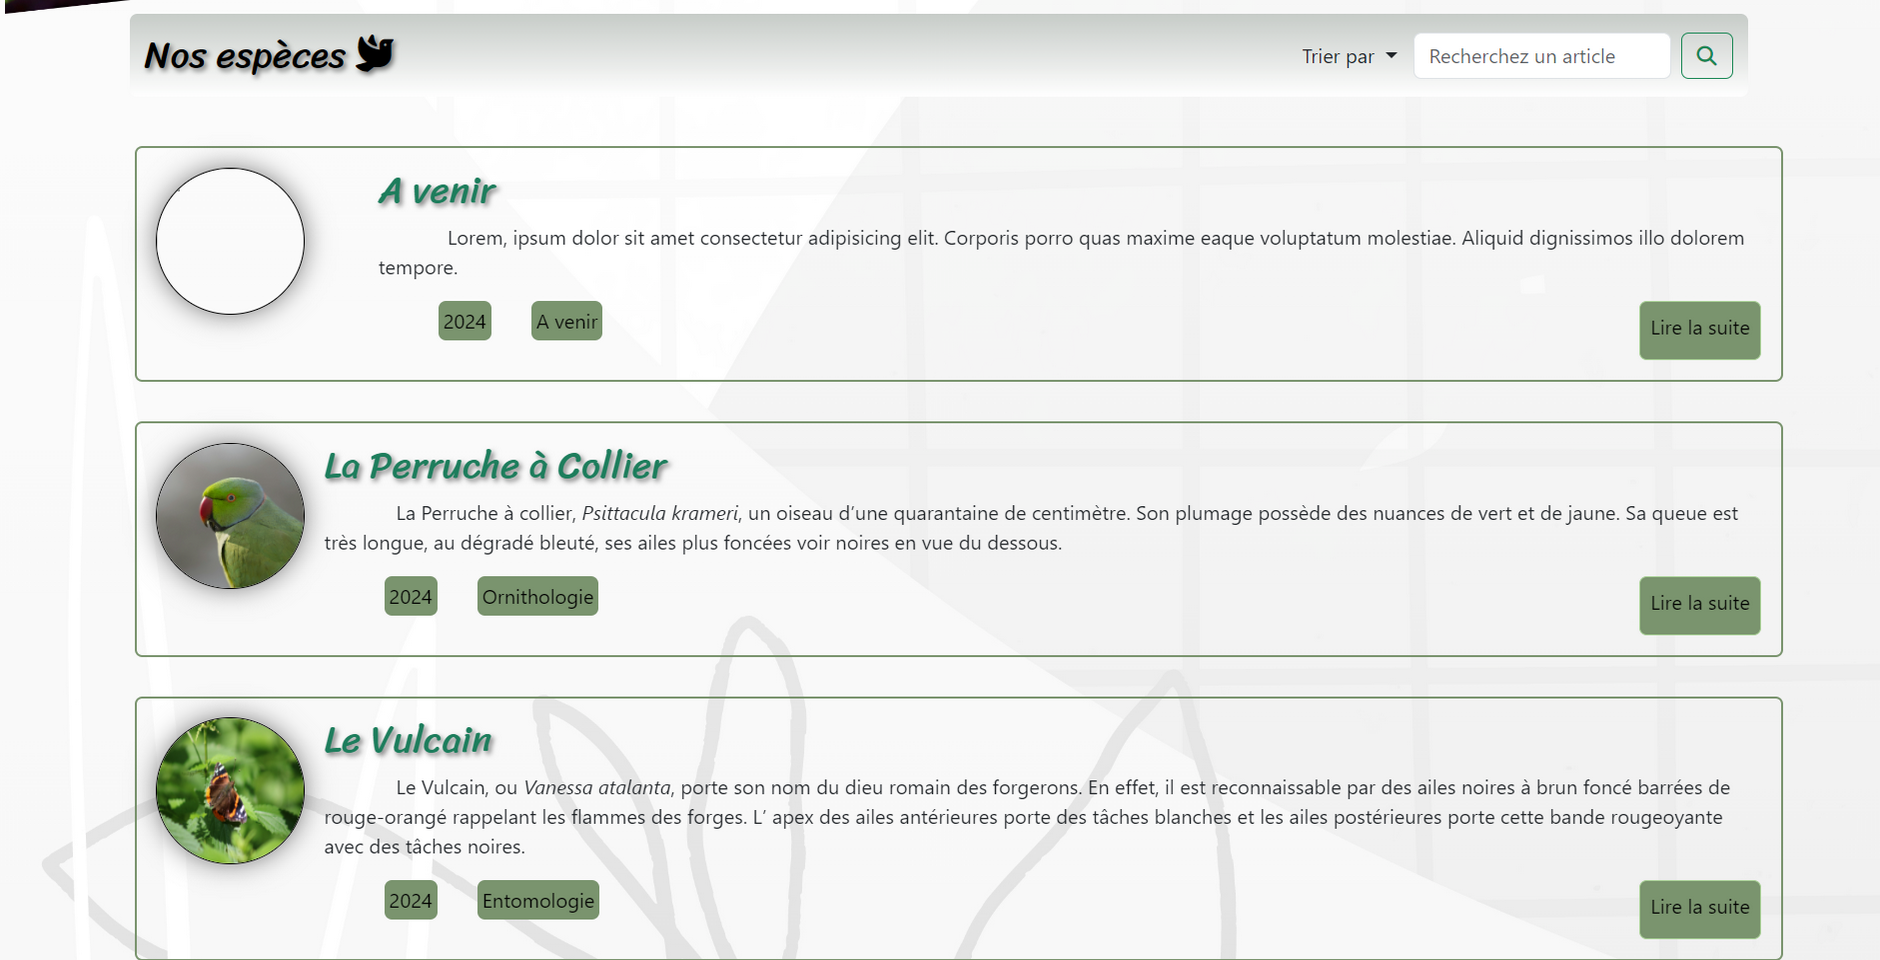 Nos espèces
Trier par
Recherchez un article
A venir
Lorem, ipsum dolor sit amet consectetur adipisicing elit. Corporis porro quas maxime eaque voluptatum molestiae. Aliquid dignissimos illo dolorem
tempore.
2024
A venir
Lire la suite
La Perruche à Collier
La Perruche à collier, Psittacula krameri, un oiseau d’une quarantaine de centimètre. Son plumage possède des nuances de vert et de jaune. Sa queue est
très longue, au dégradé bleuté, ses ailes plus foncées voir noires en vue du dessous.
2024
Ornithologie
Lire la suite
Le Vulcain
Le Vulcain, ou Vanessa atalanta, porte son nom du dieu romain des forgerons. En effet, il est reconnaissable par des ailes noires à brun foncé barrées de
rouge-orangé rappelant les flammes des forges. L’ apex des ailes antérieures porte des tâches blanches et les ailes postérieures porte cette bande rougeoyante
avec des tâches noires.
2024
Entomologie
Lire la suite